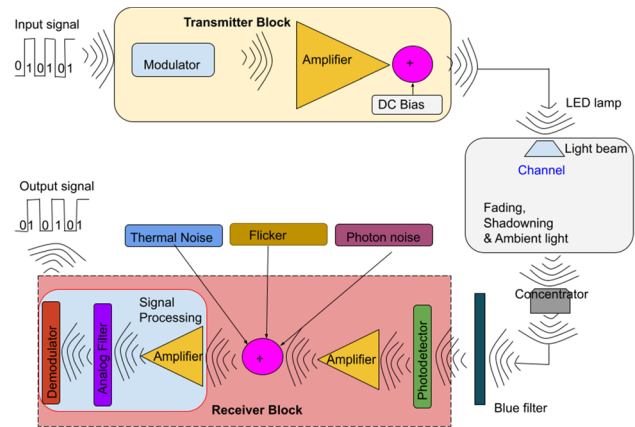 Input signal
0 1 0 1 0 1
Transmitter Block
Modulator
Amplifier
+
DC Bias
LED lamp
Light beam
Channel
Fading,
Shadowning
& Ambient light
Concentrator
Blue filter
Output signal
0 1 0 1 0 1
Thermal Noise
Flicker
Photon noise
Signal
Processing
Demodulator
Analog Filter
Amplifier
+
Amplifier
Photodetector
Receiver Block